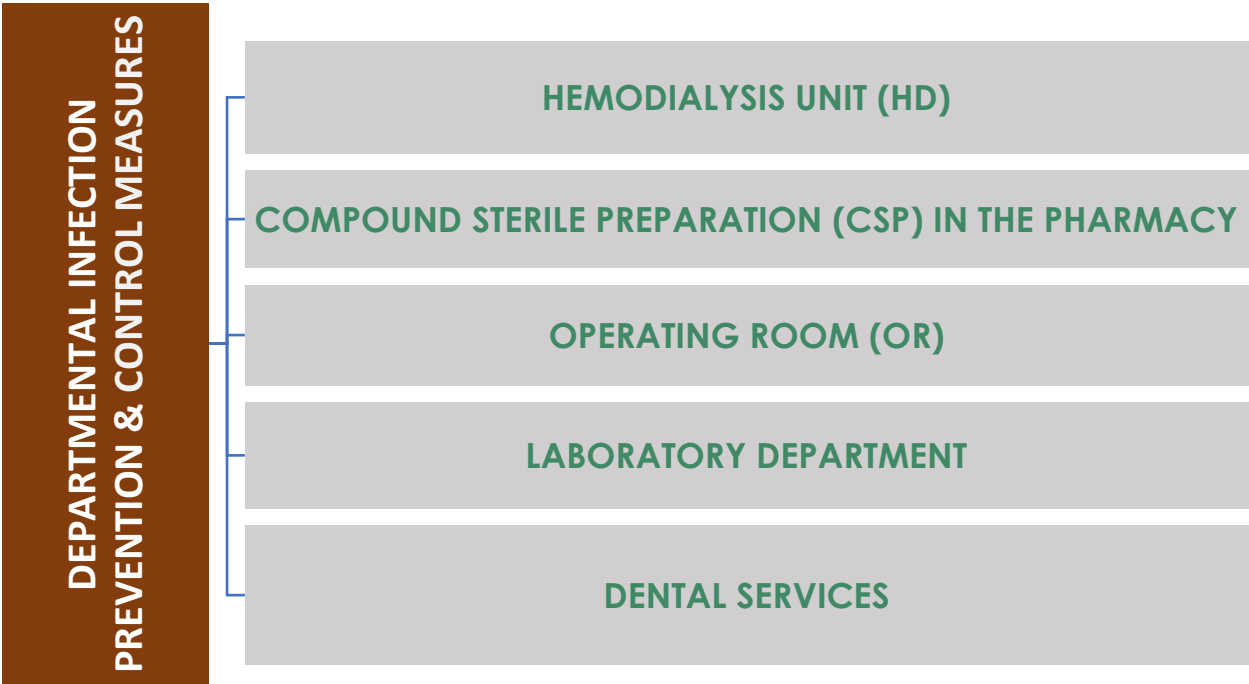 DEPARTMENTAL INFECTION
PREVENTION & CONTROL MEASURES
HEMODIALYSIS UNIT (HD)
COMPOUND STERILE PREPARATION (CSP) IN THE PHARMACY
OPERATING ROOM (OR)
LABORATORY DEPARTMENT
DENTAL SERVICES